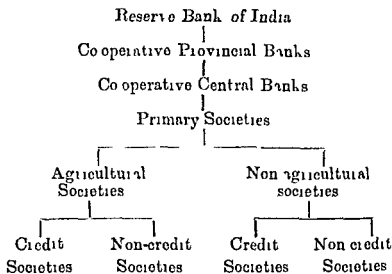 Reserve Bank of India
Co operative Provincial Banks
Co operative Central Banks
Primary Societies
Agricultural Societies
Non agricultural societies
Credit Societies
Non-credit Societies
Credit Societies
Non credit Societies